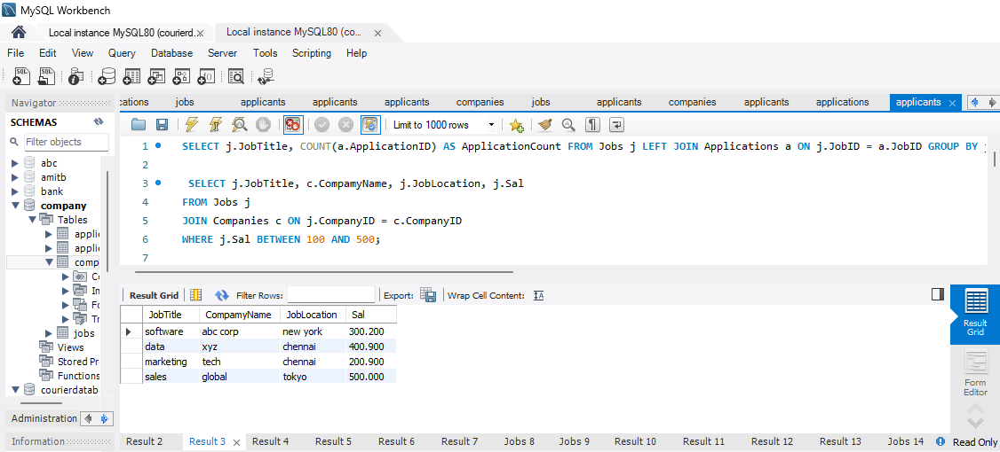 MySQL Workbench
Local instance MySQL80 (courierd. Local instance MySQL80 (co...
File Edit View Query Database Server Tools Scripting Help
Navigator
cations jobs applicants applicants applicants companies jobs applicants companies applicants applications applicants
SCHEMAS
Limit to 1000 rows
Filter objects
abc
amitb
bank
company
Tables
applic
applic
comp
Co
In
Fo
Tr
jobs
Views
Stored Pr
Functions
courierdatab
Administration
Information
1 SELECT j.JobTitle, COUNT(a.ApplicationID) AS ApplicationCount FROM Jobs j LEFT JOIN Applications a ON j.JobID = a.JobID GROUP BY j
2
3 SELECT j.JobTitle, c.CompamyName, j.JobLocation, j.Sal
4 FROM Jobs j
5 JOIN Companies c ON j.CompanyID = c.CompanyID
6 WHERE j.Sal BETWEEN 100 AND 500;
7
Result Grid Filter Rows: Export: Wrap Cell Content:
JobTitle CompamyName JobLocation Sal
software abc corp new york 300.200
data xyz chennai 400.900
marketing tech chennai 200.900
sales global tokyo 500.000
Result
Grid
Form
Editor
Result 2 Result 3 Result 4 Result 5 Result 6 Result 7 Jobs 8 Jobs 9 Result 10 Result 11 Result 12 Result 13 Jobs 14 Read Only